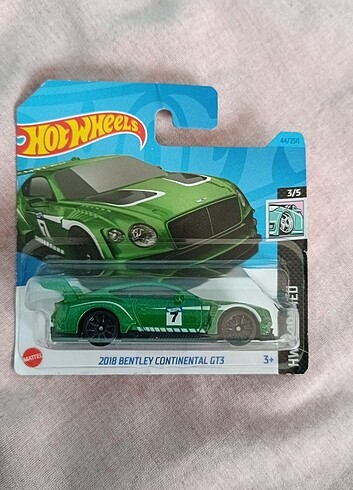 Hot Wheels
44/250
3/5
7
7
MATTEL
2018 BENTLEY CONTINENTAL GT3
3+